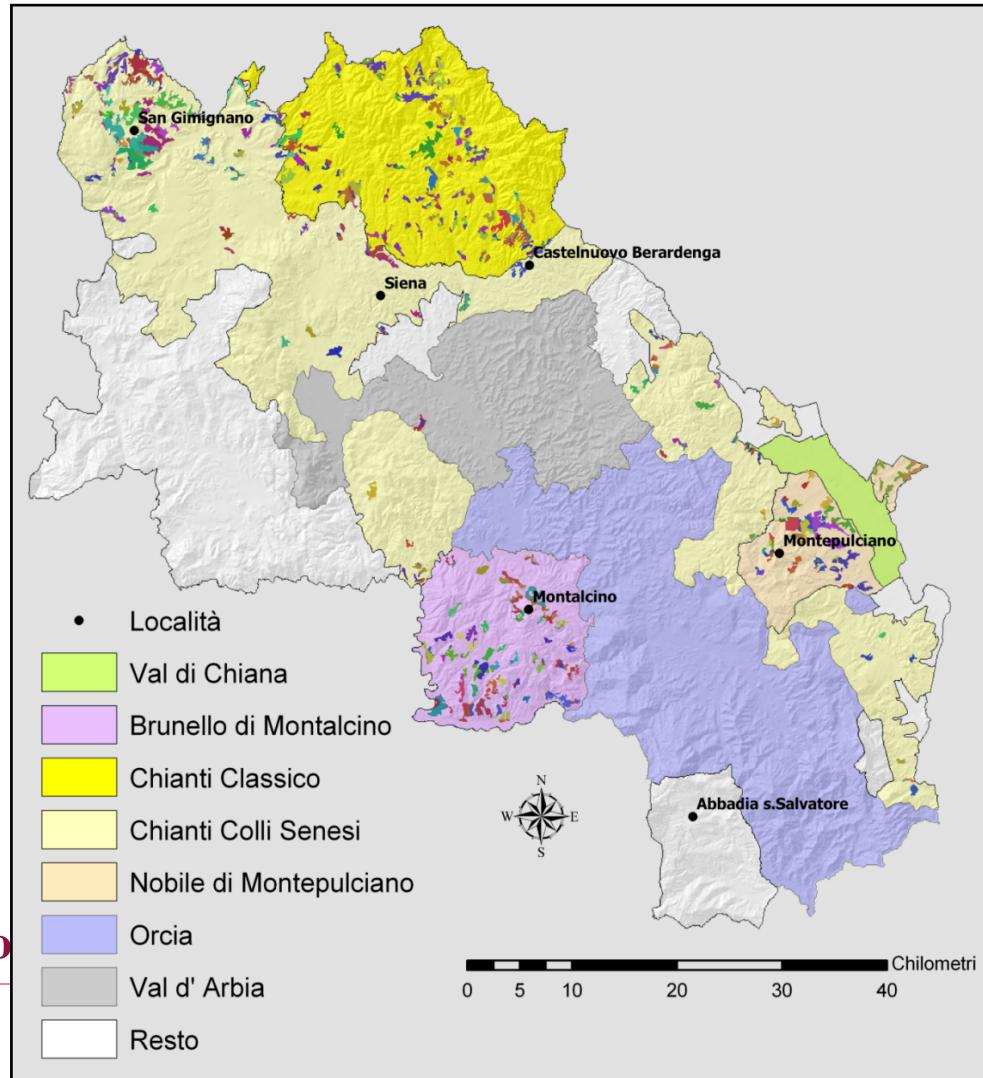 A
San Gimignano
Castelnuovo Berardenga
Siena
Montepulciano
Montalcino
Abbadia s.Salvatore
N
W E
S
Località
Val di Chiana
Brunello di Montalcino
Chianti Classico
Chianti Colli Senesi
Nobile di Montepulciano
Orcia
Val d' Arbia
Resto
Chilometri
0 5 10 20 30 40